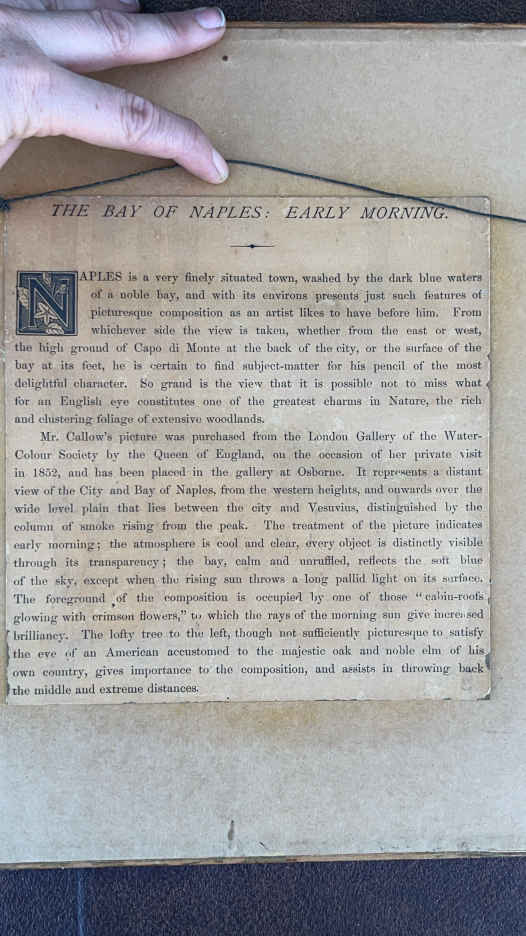 THE BAY OF NAPLES: EARLY MORNING.
NAPLES is a very finely situated town, washed by the dark blue waters
of a noble bay, and with its environs presents just such features of
picturesque composition as an artist likes to have before him. From
whichever side the view is taken, whether from the east or west,
the high ground of Capo di Monte at the back of the city, or the surface of the
bay at its feet, he is certain to find subject-matter for his pencil of the most
delightful character. So grand is the view that it is possible not to miss what
for an English eye constitutes one of the greatest charms in Nature, the rich
and clustering foliage of extensive woodlands.
Mr. Callow's picture was purchased from the London Gallery of the Water-
Colour Society by the Queen of England, on the occasion of her private visit
in 1852, and has been placed in the gallery at Osborne. It represents a distant
view of the City and Bay of Naples, from the western heights, and onwards over the
wide level plain that lies between the city and Vesuvius, distinguished by the
column of smoke rising from the peak. The treatment of the picture indicates
early morning; the atmosphere is cool and clear, every object is distinctly visible
through its transparency; the bay, calm and unruffled, reflects the soft blue
of the sky, except when the rising sun throws a long pallid light on its surface.
The foreground of the composition is occupied by one of those "cabin-roofs
glowing with crimson flowers," to which the rays of the morning sun give increased
brilliancy. The lofty tree to the left, though not sufficiently picturesque to satisfy
the eye of an American accustomed to the majestic oak and noble elm of his
own country, gives importance to the composition, and assists in throwing back
the middle and extreme distances.